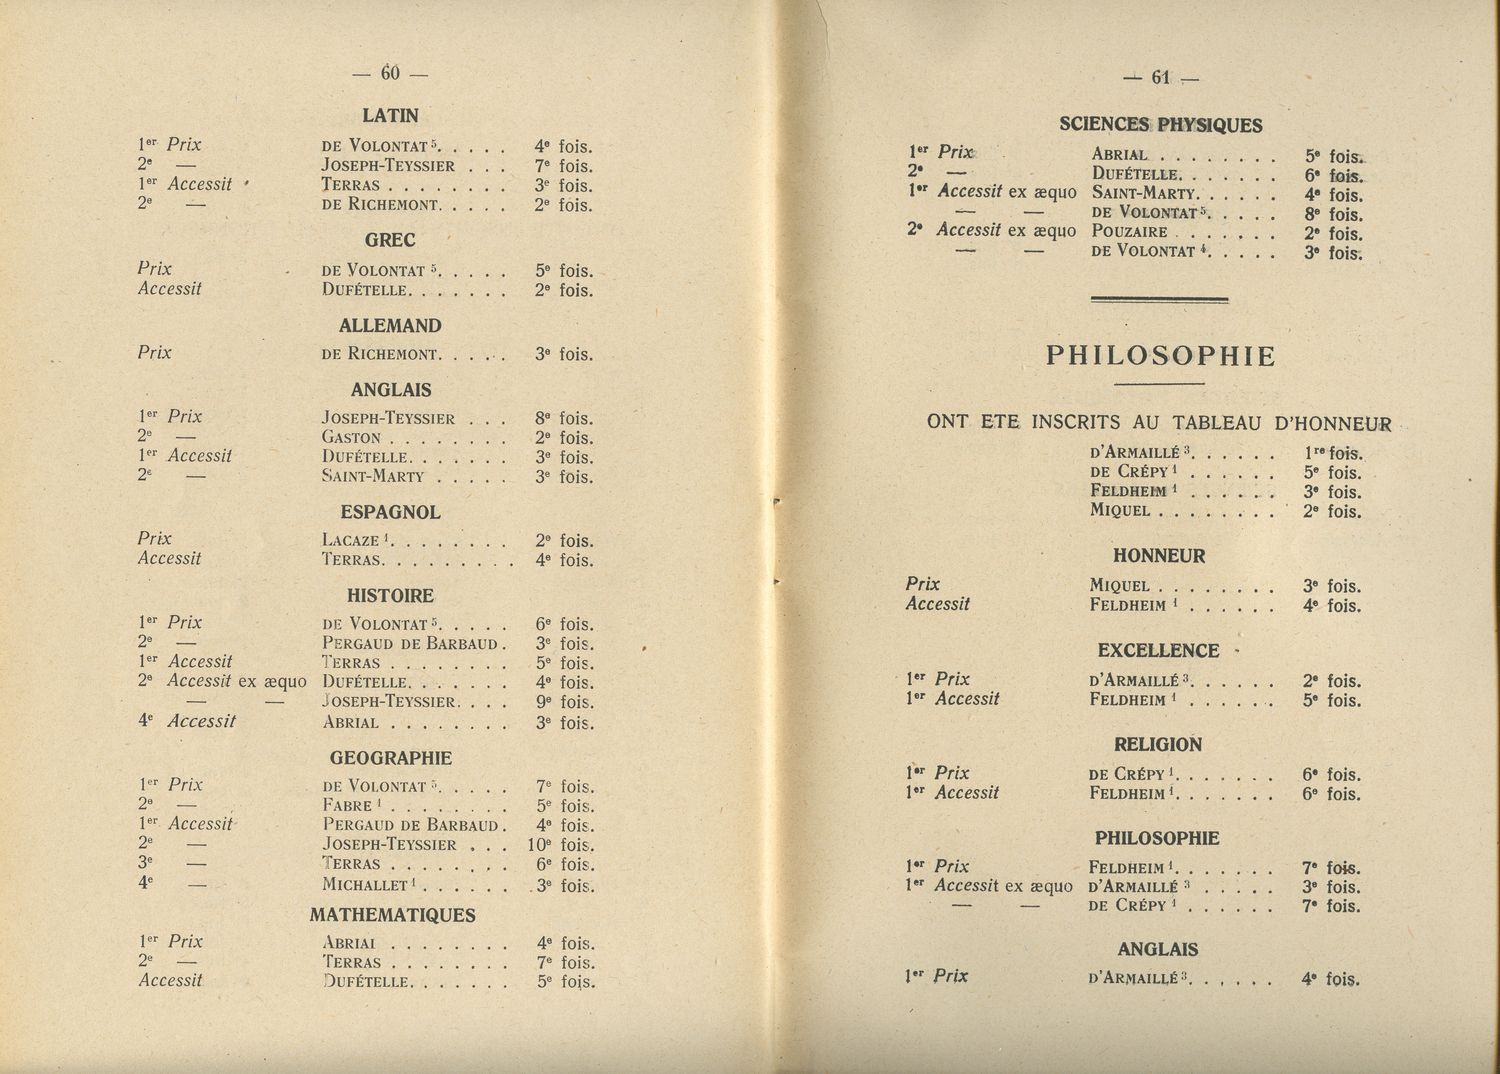 — 60 —
LATIN
1er Prix DE VOLONTAT 5. . . . . 4e fois.
2e — JOSEPH-TEYSSIER . . . 7e fois.
1er Accessit TERRAS . . . . . . . . 3e fois.
2e — DE RICHEMONT. . . . . 2e fois.
GREC
Prix DE VOLONTAT 5. . . . . 5e fois.
Accessit DUFÉTELLE. . . . . . . 2e fois.
ALLEMAND
Prix DE RICHEMONT. . . . . 3e fois.
ANGLAIS
1er Prix JOSEPH-TEYSSIER . . . 8e fois.
2e — GASTON . . . . . . . . 2e fois.
1er Accessit DUFÉTELLE. . . . . . . 3e fois.
2e — SAINT-MARTY . . . . . 3e fois.
ESPAGNOL
Prix LACAZE 1. . . . . . . . 2e fois.
Accessit TERRAS. . . . . . . . . 4e fois.
HISTOIRE
1er Prix DE VOLONTAT 5. . . . . 6e fois.
2e — PERGAUD DE BARBAUD . 3e fois.
1er Accessit TERRAS . . . . . . . . 5e fois.
2e Accessit ex æquo DUFÉTELLE. . . . . . . 4e fois.
— — JOSEPH-TEYSSIER. . . . 9e fois.
4e Accessit ABRIAL . . . . . . . . 3e fois.
GEOGRAPHIE
1er Prix DE VOLONTAT 5. . . . . 7e fois.
2e — FABRE 1 . . . . . . . . 5e fois.
1er Accessit PERGAUD DE BARBAUD . 4e fois.
2e — JOSEPH-TEYSSIER . . . 10e fois.
3e — TERRAS . . . . . . . . 6e fois.
4e — MICHALLET 1 . . . . . . 3e fois.
MATHEMATIQUES
1er Prix ABRIAL . . . . . . . . 4e fois.
2e — TERRAS . . . . . . . . 7e fois.
Accessit DUFÉTELLE. . . . . . . 5e fois.
— 61 —
SCIENCES PHYSIQUES
1er Prix ABRIAL . . . . . . . . 5e fois.
2e — DUFÉTELLE. . . . . . . 6e fois.
1er Accessit ex æquo SAINT-MARTY. . . . . . 4e fois.
— — DE VOLONTAT 5. . . . . 8e fois.
2e Accessit ex æquo POUZAIRE . . . . . . . 2e fois.
— — DE VOLONTAT 4. . . . . 3e fois.
PHILOSOPHIE
ONT ETE INSCRITS AU TABLEAU D'HONNEUR
D'ARMAILLÉ 3. . . . . . 1re fois.
DE CRÉPY 1 . . . . . . 5e fois.
FELDHEIM 1 . . . . . . 3e fois.
MIQUEL . . . . . . . . 2e fois.
HONNEUR
Prix MIQUEL . . . . . . . . 3e fois.
Accessit FELDHEIM 1 . . . . . . 4e fois.
EXCELLENCE
1er Prix D'ARMAILLÉ 3. . . . . . 2e fois.
1er Accessit FELDHEIM 1 . . . . . . 5e fois.
RELIGION
1er Prix DE CRÉPY 1. . . . . . . 6e fois.
1er Accessit FELDHEIM 1. . . . . . . 6e fois.
PHILOSOPHIE
1er Prix FELDHEIM 1. . . . . . . 7e fois.
1er Accessit ex æquo D'ARMAILLÉ 3 . . . . . 3e fois.
— — DE CRÉPY 1 . . . . . . 7e fois.
ANGLAIS
1er Prix D'ARMAILLÉ 3. . . . . . 4e fois.